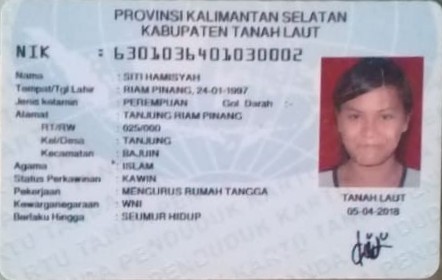 PROVINSI KALIMANTAN SELATAN
KABUPATEN TANAH LAUT
NIK : 6301036401030002
Nama : SITI HAMISYAH
Tempat/Tgl Lahir : RIAM PINANG, 24-01-1997
Jenis kelamin : PEREMPUAN Gol. Darah :-
Alamat : TANJUNG RIAM PINANG
RT/RW : 025/000
Kel/Desa : TANJUNG
Kecamatan : BAJUIN
Agama : ISLAM
Status Perkawinan : KAWIN
Pekerjaan : MENGURUS RUMAH TANGGA
Kewarganegaraan : WNI
Berlaku Hingga : SEUMUR HIDUP
TANAH LAUT
05-04-2018